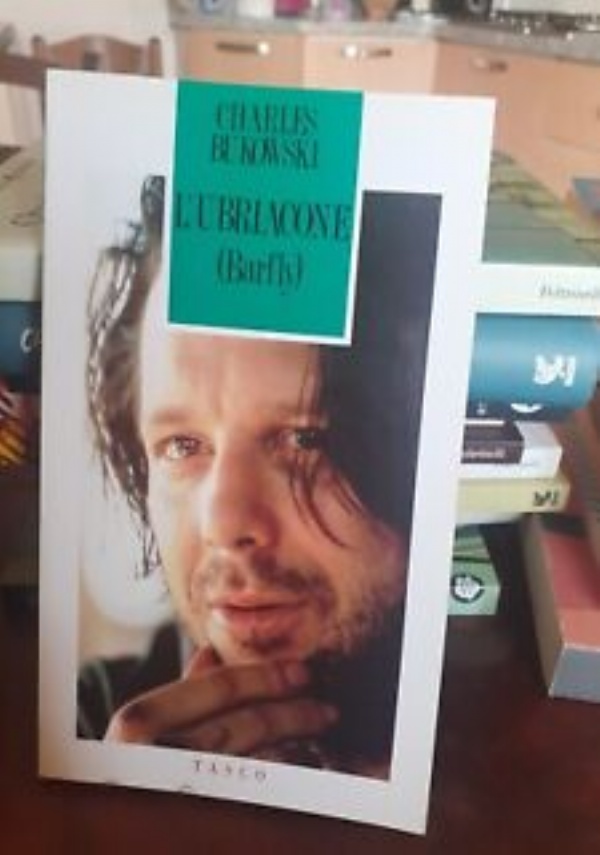 CHARLES
BUKOWSKI
L'UBRIACONE
(Barfly)
TASCO